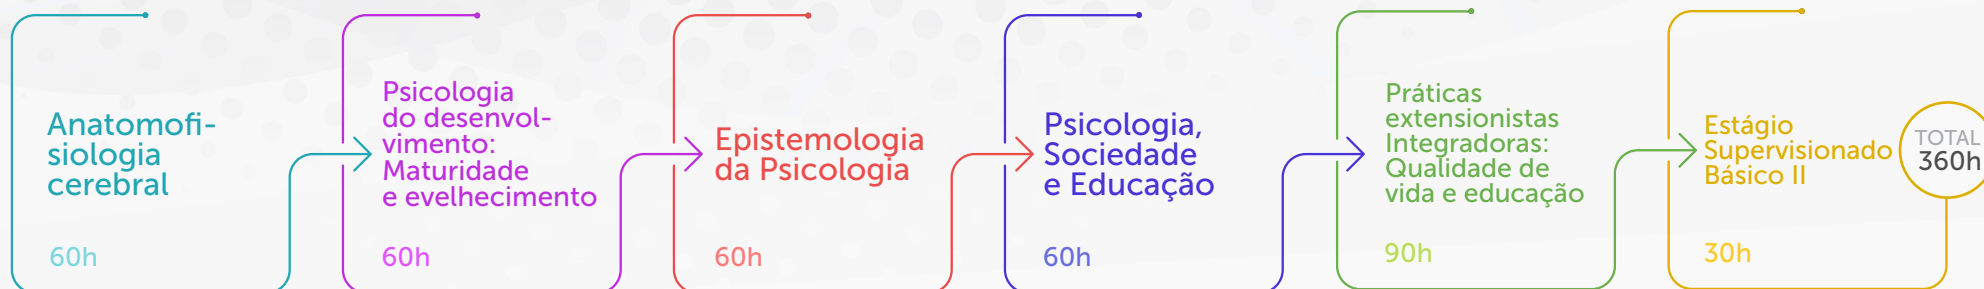 Anatomofi-
siologia
cerebral
60h
Psicologia
do desenvol-
vimento:
Maturidade
e evelhecimento
60h
Epistemologia
da Psicologia
60h
Psicologia,
Sociedade
e Educação
60h
Práticas
extensionistas
Integradoras:
Qualidade de
vida e educação
90h
Estágio
Supervisionado
Básico II
30h
TOTAL
360h